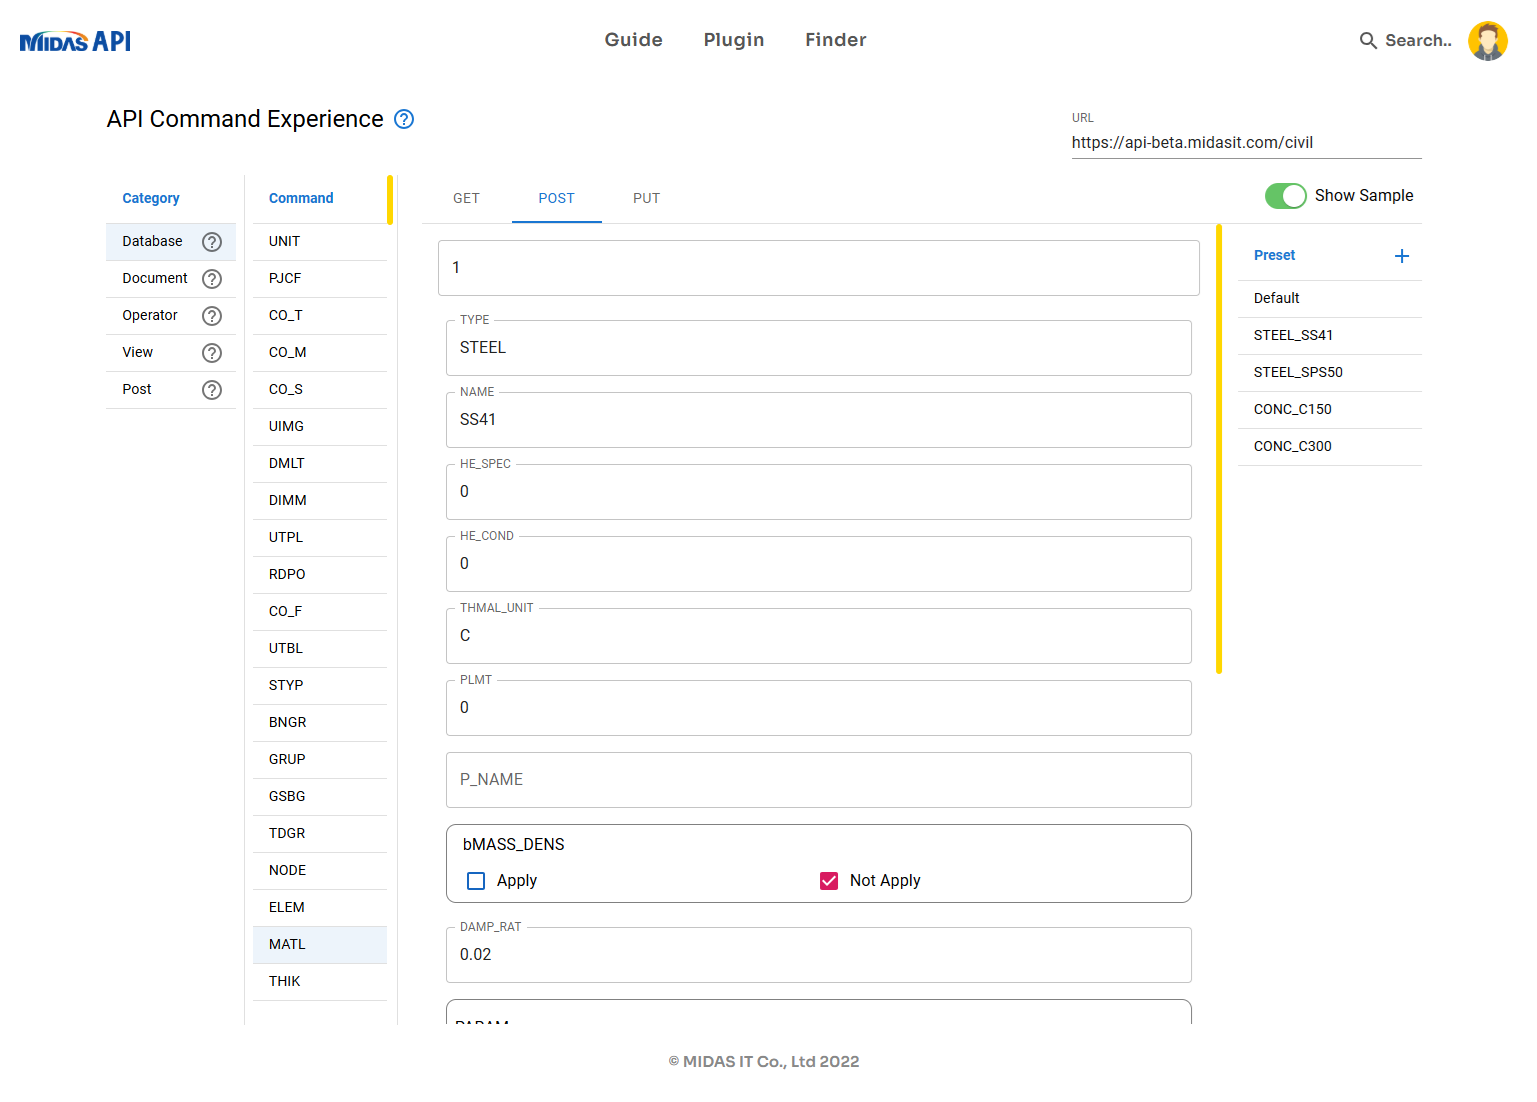 MIDAS API
Guide
Plugin
Finder
Search..
API Command Experience
URL
https://api-beta.midasit.com/civil
Category
Database
Document
Operator
View
Post
Command
UNIT
PJCF
CO_T
CO_M
CO_S
UIMG
DMLT
DIMM
UTPL
RDPO
CO_F
UTBL
STYP
BNGR
GRUP
GSBG
TDGR
NODE
ELEM
MATL
THIK
GET
POST
PUT
Show Sample
1
TYPE
STEEL
NAME
SS41
HE_SPEC
0
HE_COND
0
THMAL_UNIT
C
PLMT
0
P_NAME
bMASS_DENS
Apply
Not Apply
DAMP_RAT
0.02
PARAM
Preset
Default
STEEL_SS41
STEEL_SPS50
CONC_C150
CONC_C300
© MIDAS IT Co., Ltd 2022